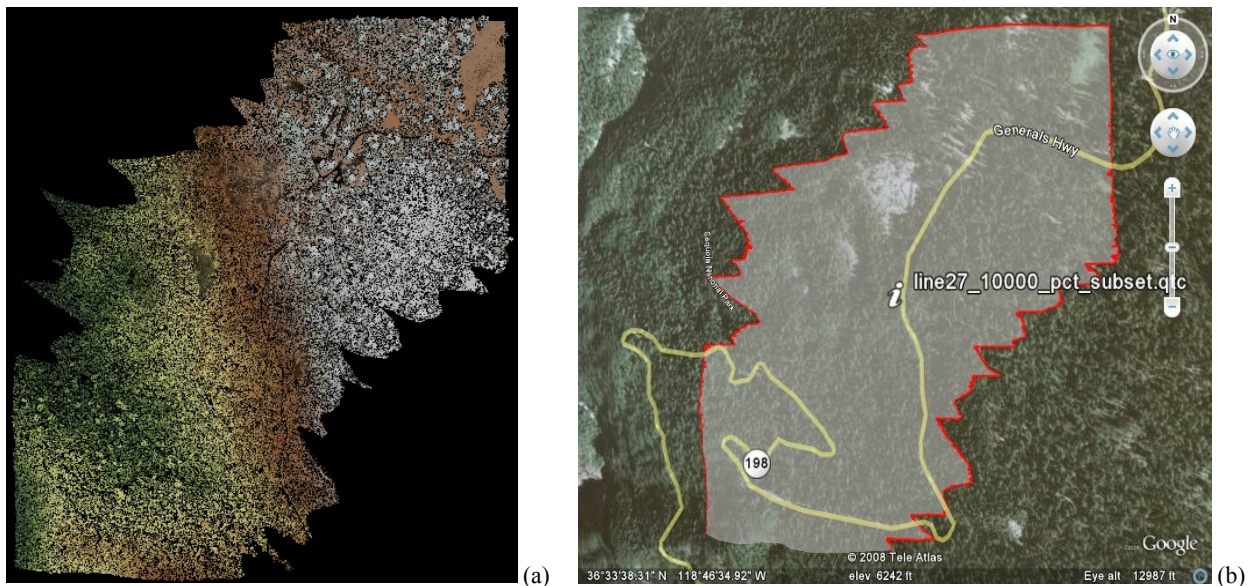 N
Generals Hwy
Sequoia National Park
line27_10000_pct_subset.qtc
198
© 2008 Tele Atlas
Google
36°33'38.31" N 118°46'34.92" W elev 6242 ft Eye alt 12987 ft
(a)
(b)